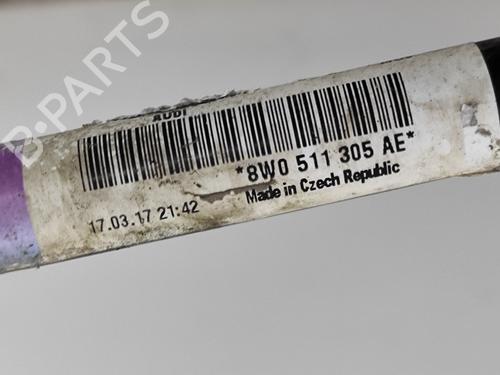 B-PARTS
AUDI
*8W0 511 305 AE*
17.03.17 21:42
Made in Czech Republic